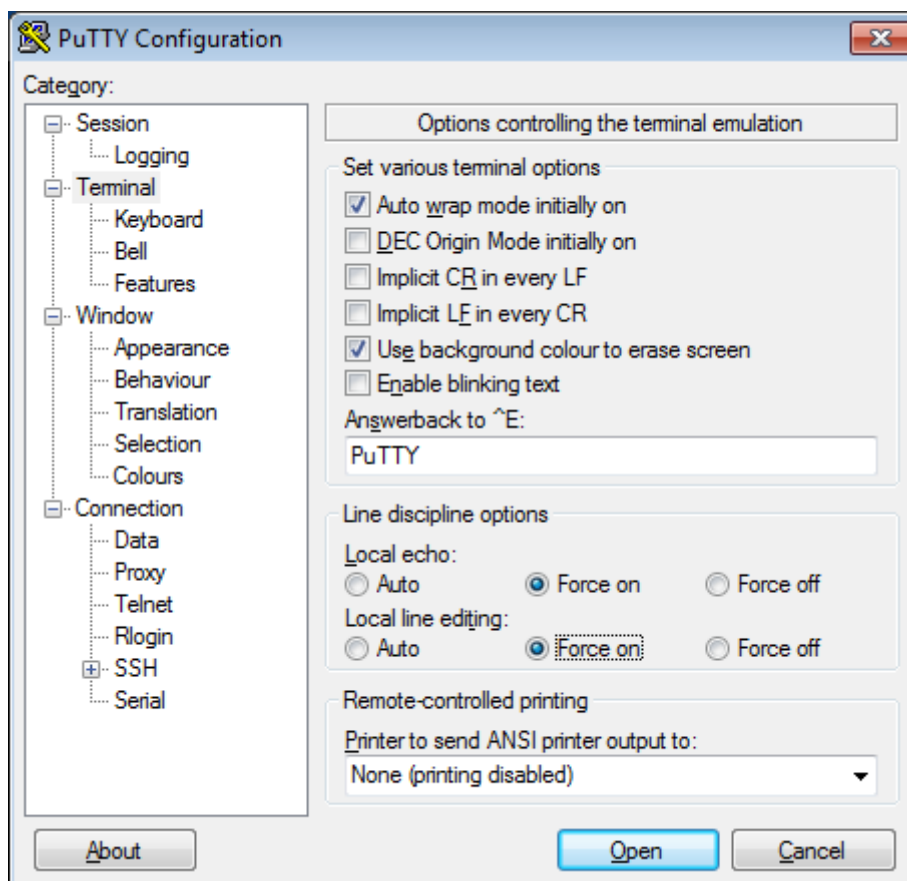 PuTTY Configuration
Category:
Session
Logging
Terminal
Keyboard
Bell
Features
Window
Appearance
Behaviour
Translation
Selection
Colours
Connection
Data
Proxy
Telnet
Rlogin
SSH
Serial
Options controlling the terminal emulation
Set various terminal options
Auto wrap mode initially on
DEC Origin Mode initially on
Implicit CR in every LF
Implicit LF in every CR
Use background colour to erase screen
Enable blinking text
Answerback to ^E:
PuTTY
Line discipline options
Local echo:
Auto Force on Force off
Local line editing:
Auto Force on Force off
Remote-controlled printing
Printer to send ANSI printer output to:
None (printing disabled)
About Open Cancel